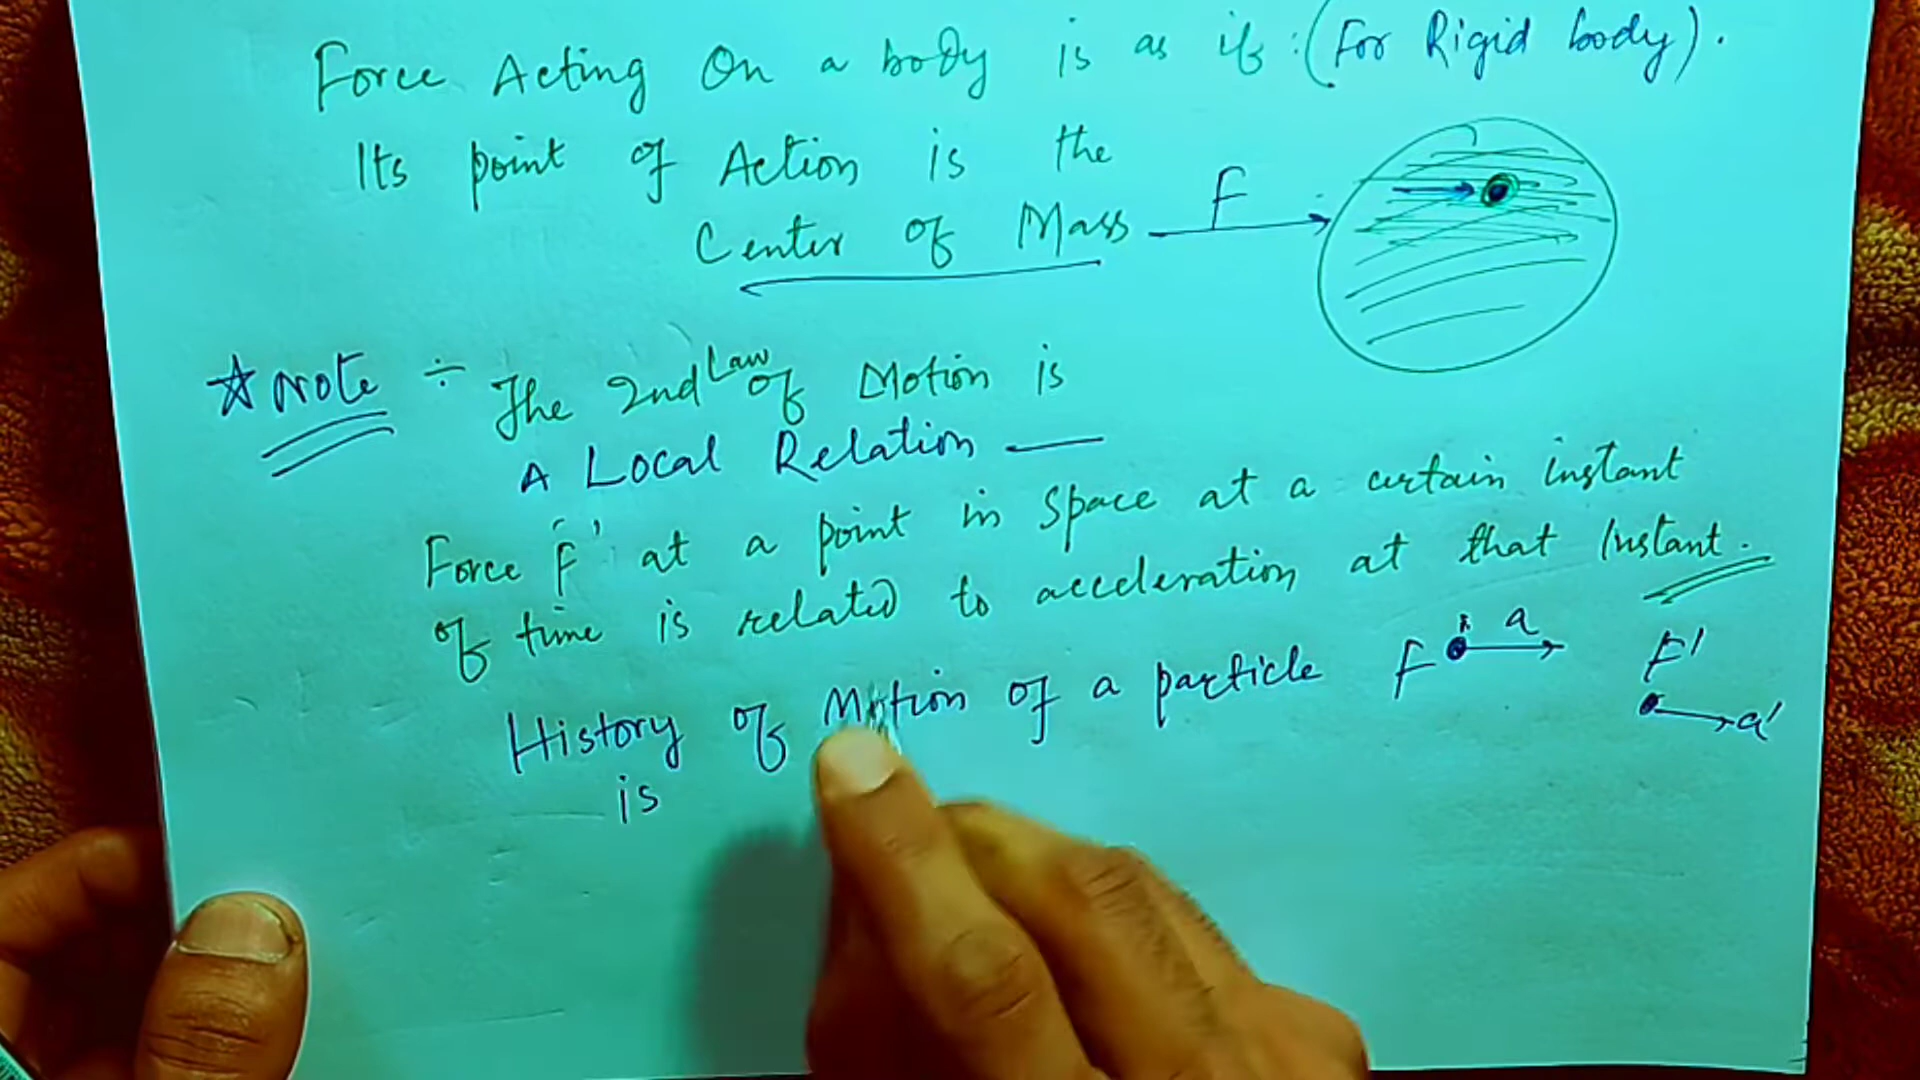 Force Acting On a body is as if :(For Rigid body).
Its point of Action is the
Center of Mass
F
☆ Note ÷ The 2nd Law of Motion is
A Local Relation —
Force 'F' at a point in Space at a certain instant
of time is related to acceleration at that Instant.
History of Motion of a particle
is
F a
F'
a'